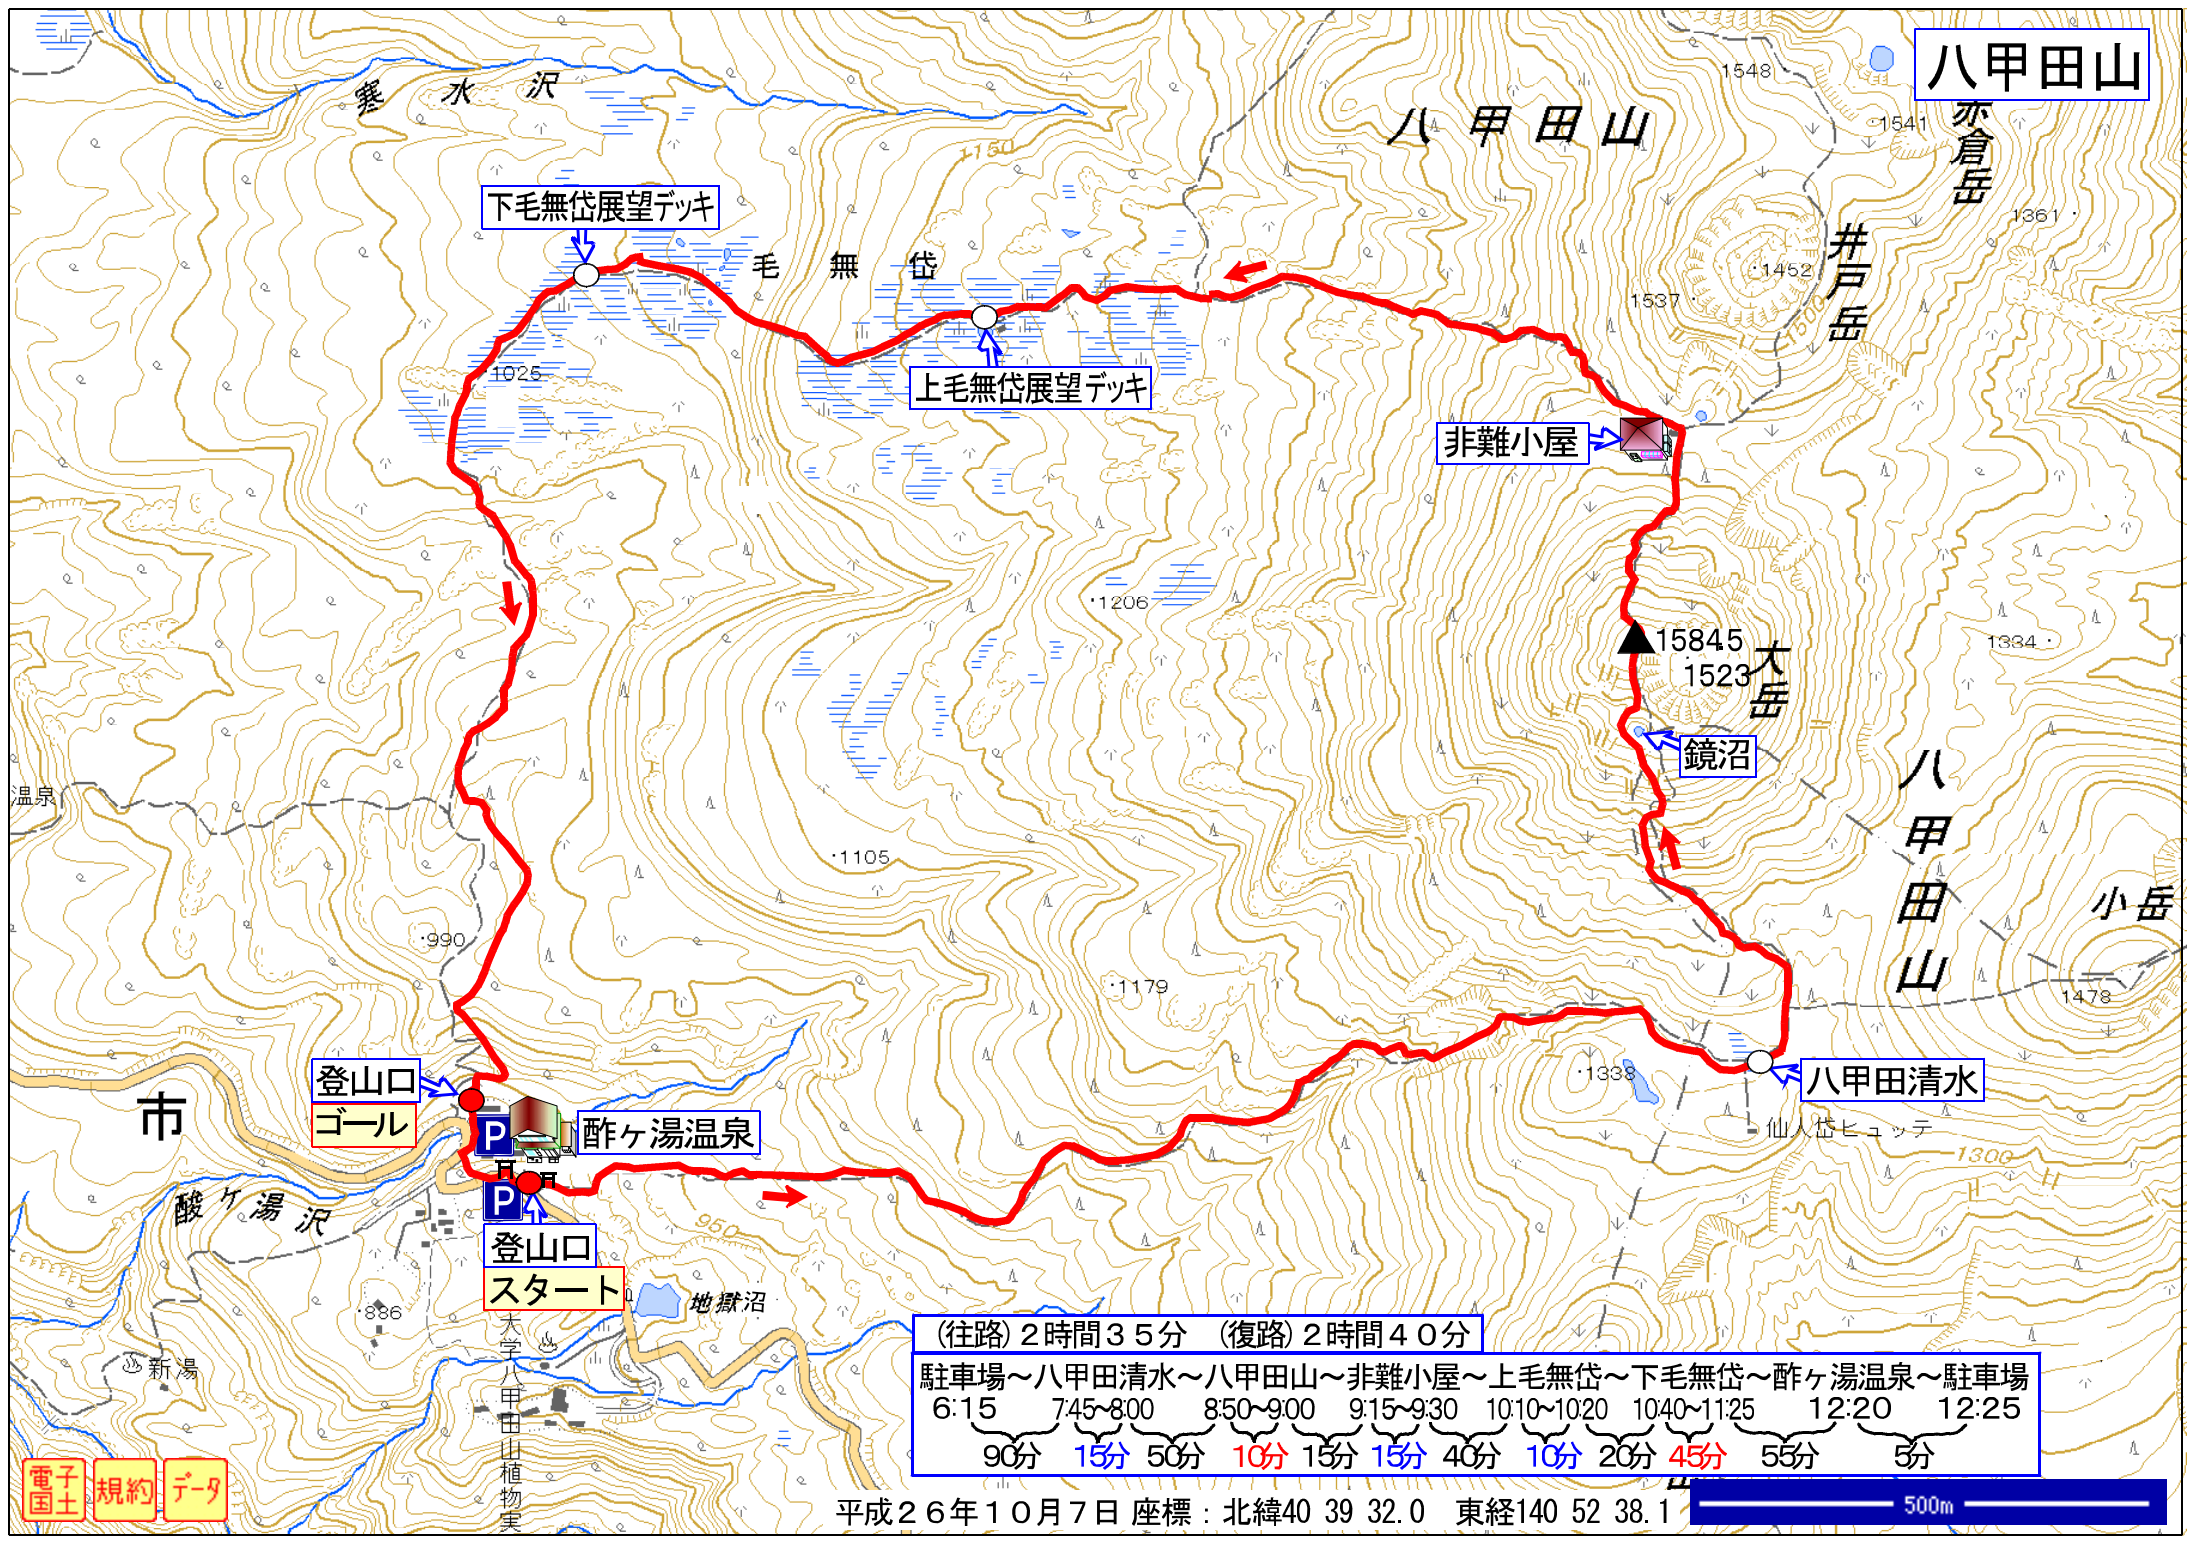 八甲田山
寒水沢
1548
1541
赤倉岳
八甲田山
1150
1361
下毛無岱展望デッキ
井戸岳
毛無岱
1452
1537
1500
1025
上毛無岱展望デッキ
非難小屋
1206
1584.5
1523
大岳
1334
鏡沼
八甲田山
温泉
1105
小岳
990
1179
1478
登山口
ゴール
1338
八甲田清水
市
P
酢ヶ湯温泉
仙人岱ヒュッテ
1300
酸ヶ湯沢
P
950
登山口
スタート
地獄沼
886
新湯
大学八甲田山植物実
(往路)２時間３５分 (復路)２時間４０分
駐車場～八甲田清水～八甲田山～非難小屋～上毛無岱～下毛無岱～酢ヶ湯温泉～駐車場
6:15 7:45~8:00 8:50~9:00 9:15~9:30 10:10~10:20 10:40~11:25 12:20 12:25
90分 15分 50分 10分 15分 15分 40分 10分 20分 45分 55分 5分
電子国土 規約 データ
平成２６年１０月７日 座標：北緯40 39 32.0 東経140 52 38.1
500m